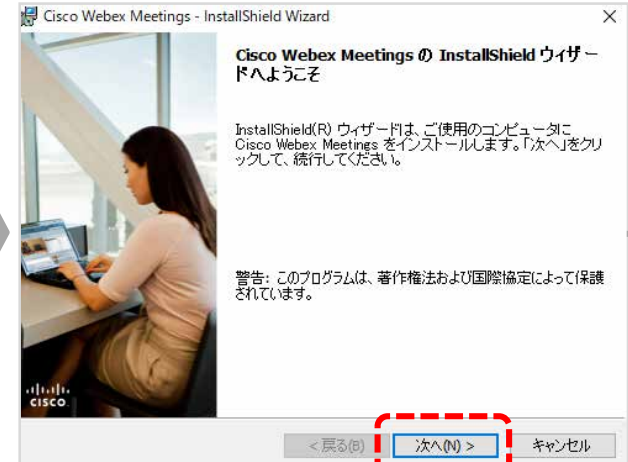 Cisco Webex Meetings - InstallShield Wizard
Cisco Webex Meetings の InstallShield ウィザー
ドへようこそ
InstallShield(R) ウィザードは、ご使用のコンピュータに
Cisco Webex Meetings をインストールします。「次へ」をクリ
ックして、続行してください。
警告: このプログラムは、著作権法および国際協定によって保護
されています。
CISCO.
< 戻る(B)
次へ(N) >
キャンセル